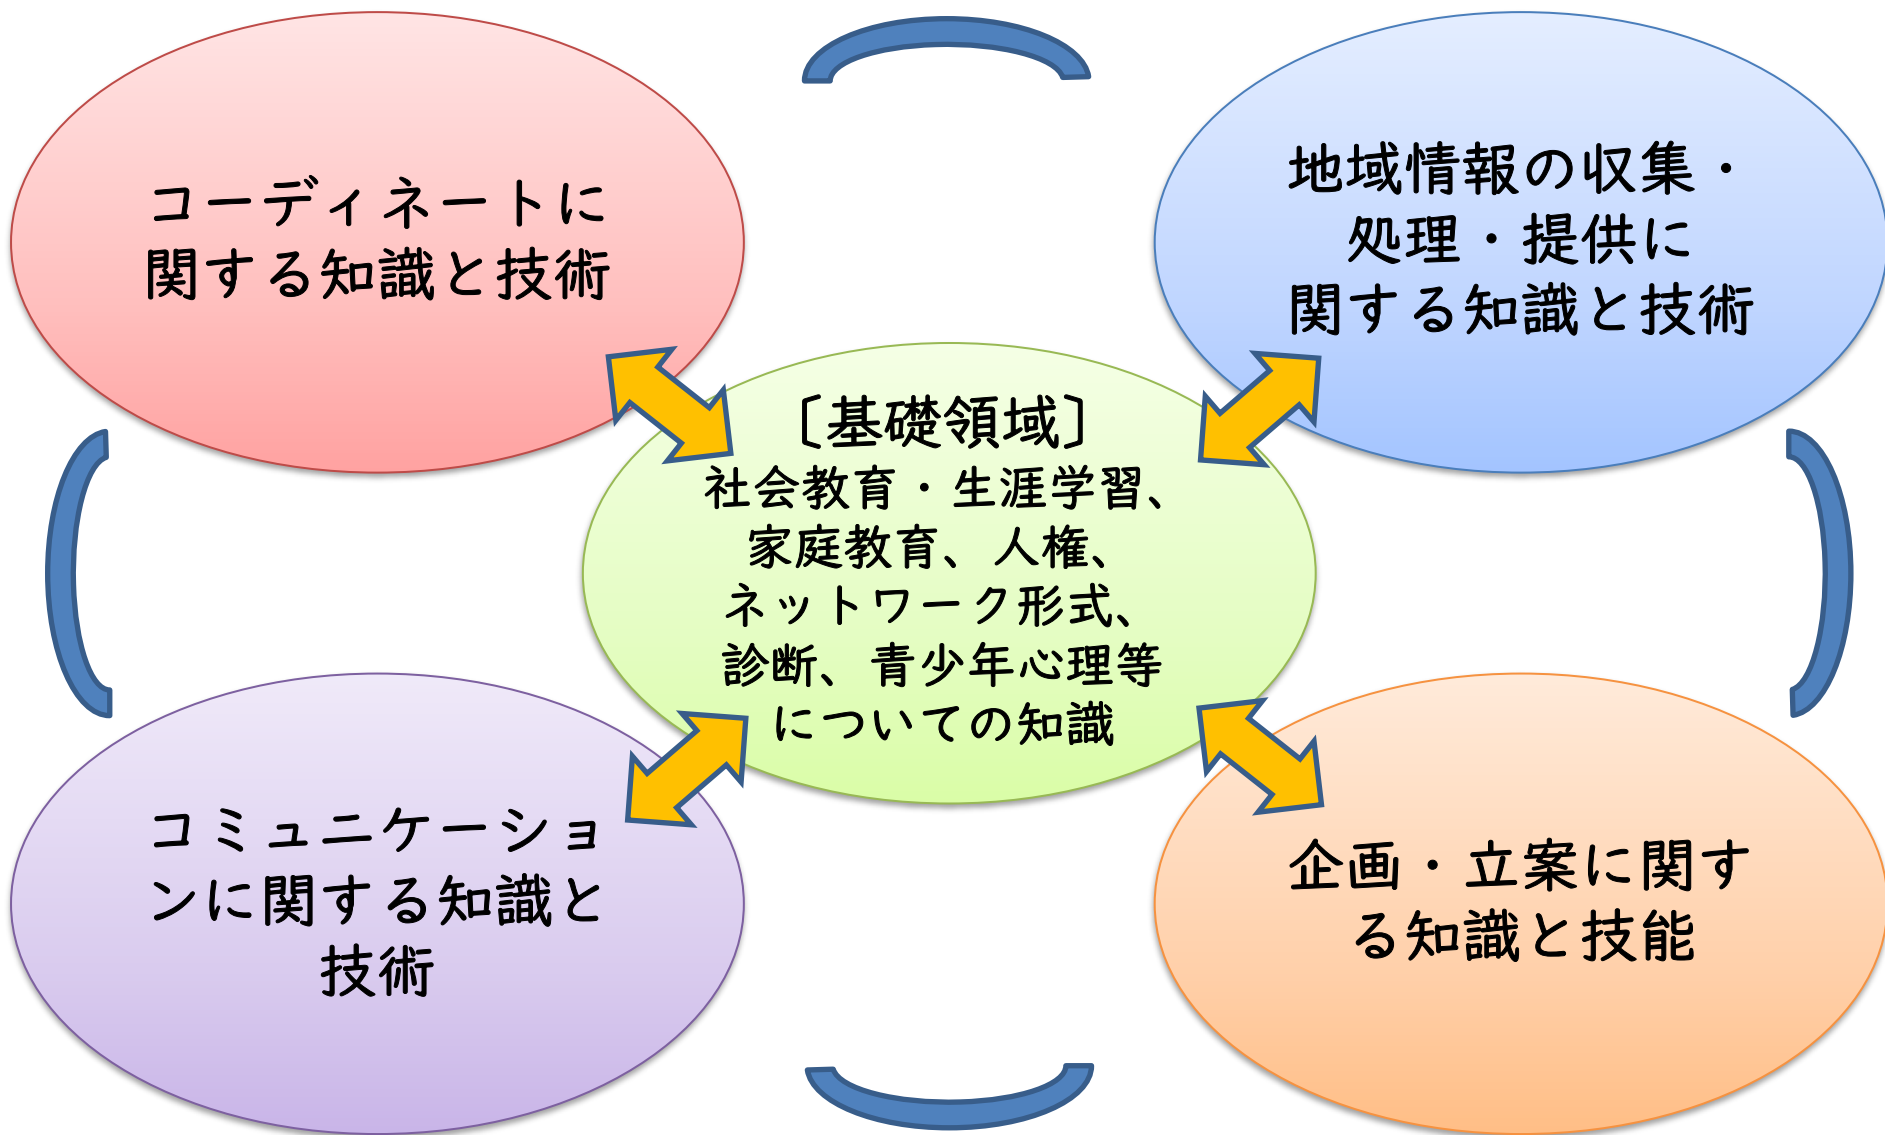 コーディネートに
関する知識と技術
地域情報の収集・
処理・提供に
関する知識と技術
〔基礎領域〕
社会教育・生涯学習、
家庭教育、人権、
ネットワーク形式、
診断、青少年心理等
についての知識
コミュニケーショ
ンに関する知識と
技術
企画・立案に関す
る知識と技能